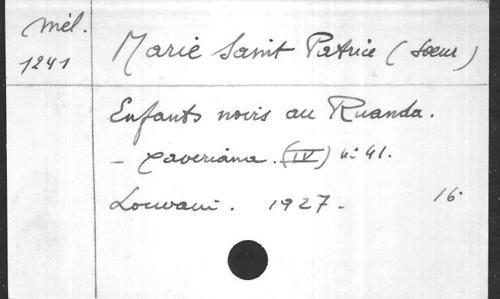 Mél.
1241
Marie Saint Patrice (Soeur)
Enfants noirs au Ruanda.
- Xaveriana. (IV) n° 41.
Louvain. 1927 - 16